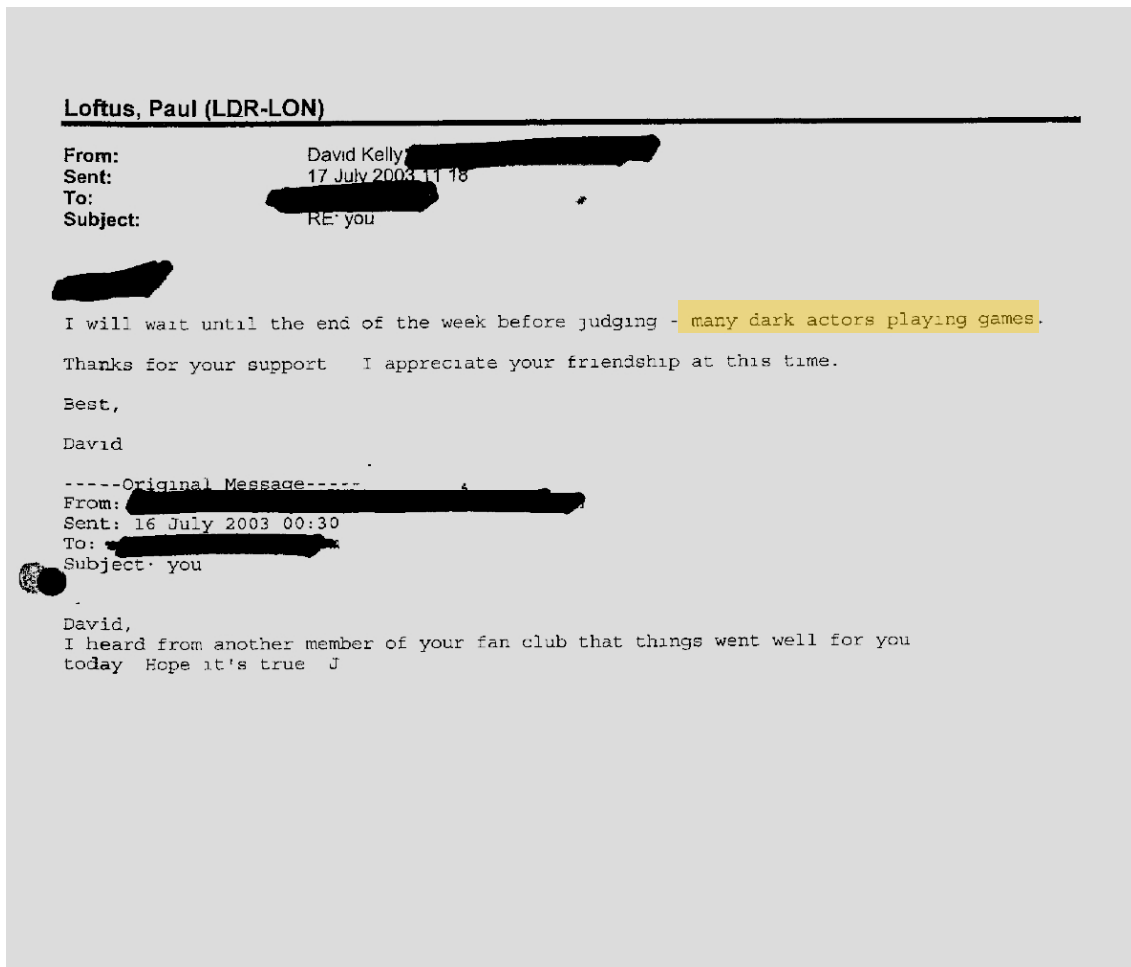 Loftus, Paul (LDR-LON)
From: David Kelly
Sent: 17 July 2003 11 18
To:
Subject: RE: you
I will wait until the end of the week before judging - many dark actors playing games.
Thanks for your support I appreciate your friendship at this time.
Best,
David
-----Original Message-----
From:
Sent: 16 July 2003 00:30
To:
Subject: you
David,
I heard from another member of your fan club that things went well for you
today Hope it's true J